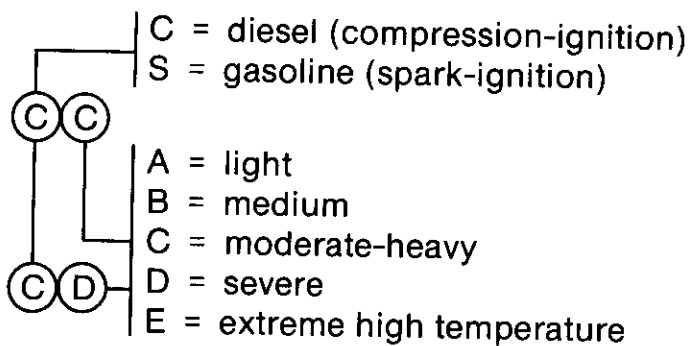 C = diesel (compression-ignition)
S = gasoline (spark-ignition)
C C
A = light
B = medium
C = moderate-heavy
C D
D = severe
E = extreme high temperature